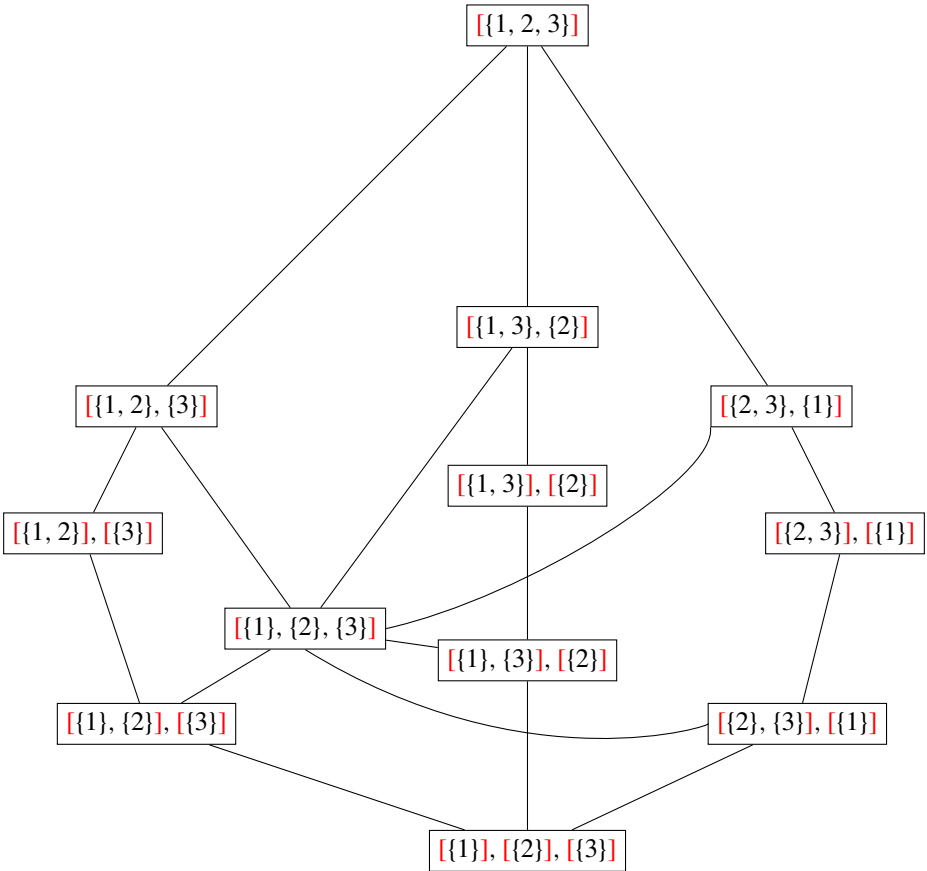 [{1, 2, 3}]
[{1, 3}, {2}]
[{1, 2}, {3}]
[{2, 3}, {1}]
[{1, 3}], [{2}]
[{1, 2}], [{3}]
[{2, 3}], [{1}]
[{1}, {2}, {3}]
[{1}, {3}], [{2}]
[{1}, {2}], [{3}]
[{2}, {3}], [{1}]
[{1}], [{2}], [{3}]